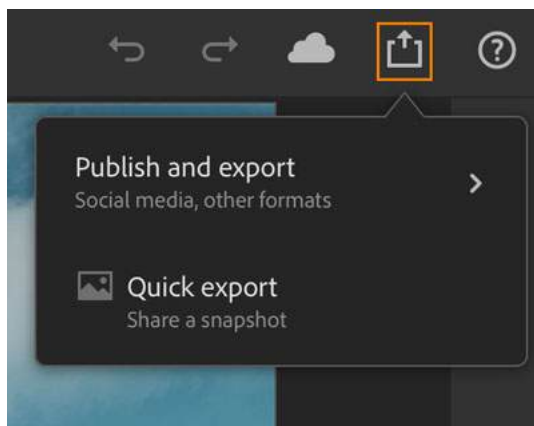 Publish and export
Social media, other formats
Quick export
Share a snapshot